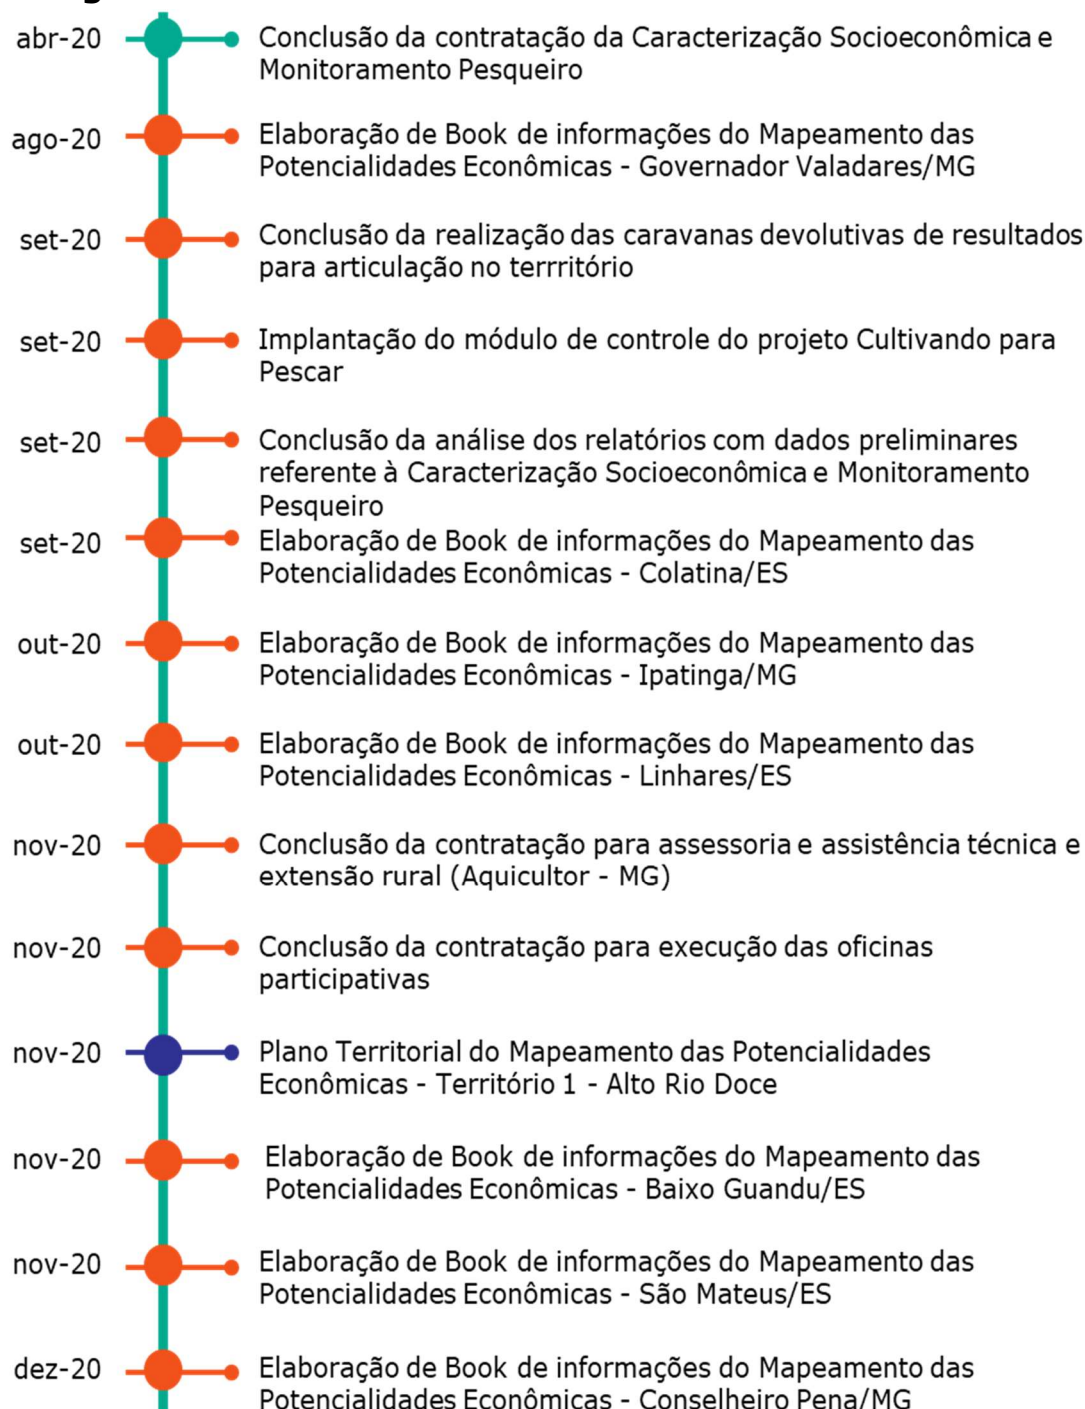 abr-20 Conclusão da contratação da Caracterização Socioeconômica e
Monitoramento Pesqueiro
ago-20 Elaboração de Book de informações do Mapeamento das
Potencialidades Econômicas - Governador Valadares/MG
set-20 Conclusão da realização das caravanas devolutivas de resultados
para articulação no terrritório
set-20 Implantação do módulo de controle do projeto Cultivando para
Pescar
set-20 Conclusão da análise dos relatórios com dados preliminares
referente à Caracterização Socioeconômica e Monitoramento
Pesqueiro
set-20 Elaboração de Book de informações do Mapeamento das
Potencialidades Econômicas - Colatina/ES
out-20 Elaboração de Book de informações do Mapeamento das
Potencialidades Econômicas - Ipatinga/MG
out-20 Elaboração de Book de informações do Mapeamento das
Potencialidades Econômicas - Linhares/ES
nov-20 Conclusão da contratação para assessoria e assistência técnica e
extensão rural (Aquicultor - MG)
nov-20 Conclusão da contratação para execução das oficinas
participativas
nov-20 Plano Territorial do Mapeamento das Potencialidades
Econômicas - Território 1 - Alto Rio Doce
nov-20 Elaboração de Book de informações do Mapeamento das
Potencialidades Econômicas - Baixo Guandu/ES
nov-20 Elaboração de Book de informações do Mapeamento das
Potencialidades Econômicas - São Mateus/ES
dez-20 Elaboração de Book de informações do Mapeamento das
Potencialidades Econômicas - Conselheiro Pena/MG